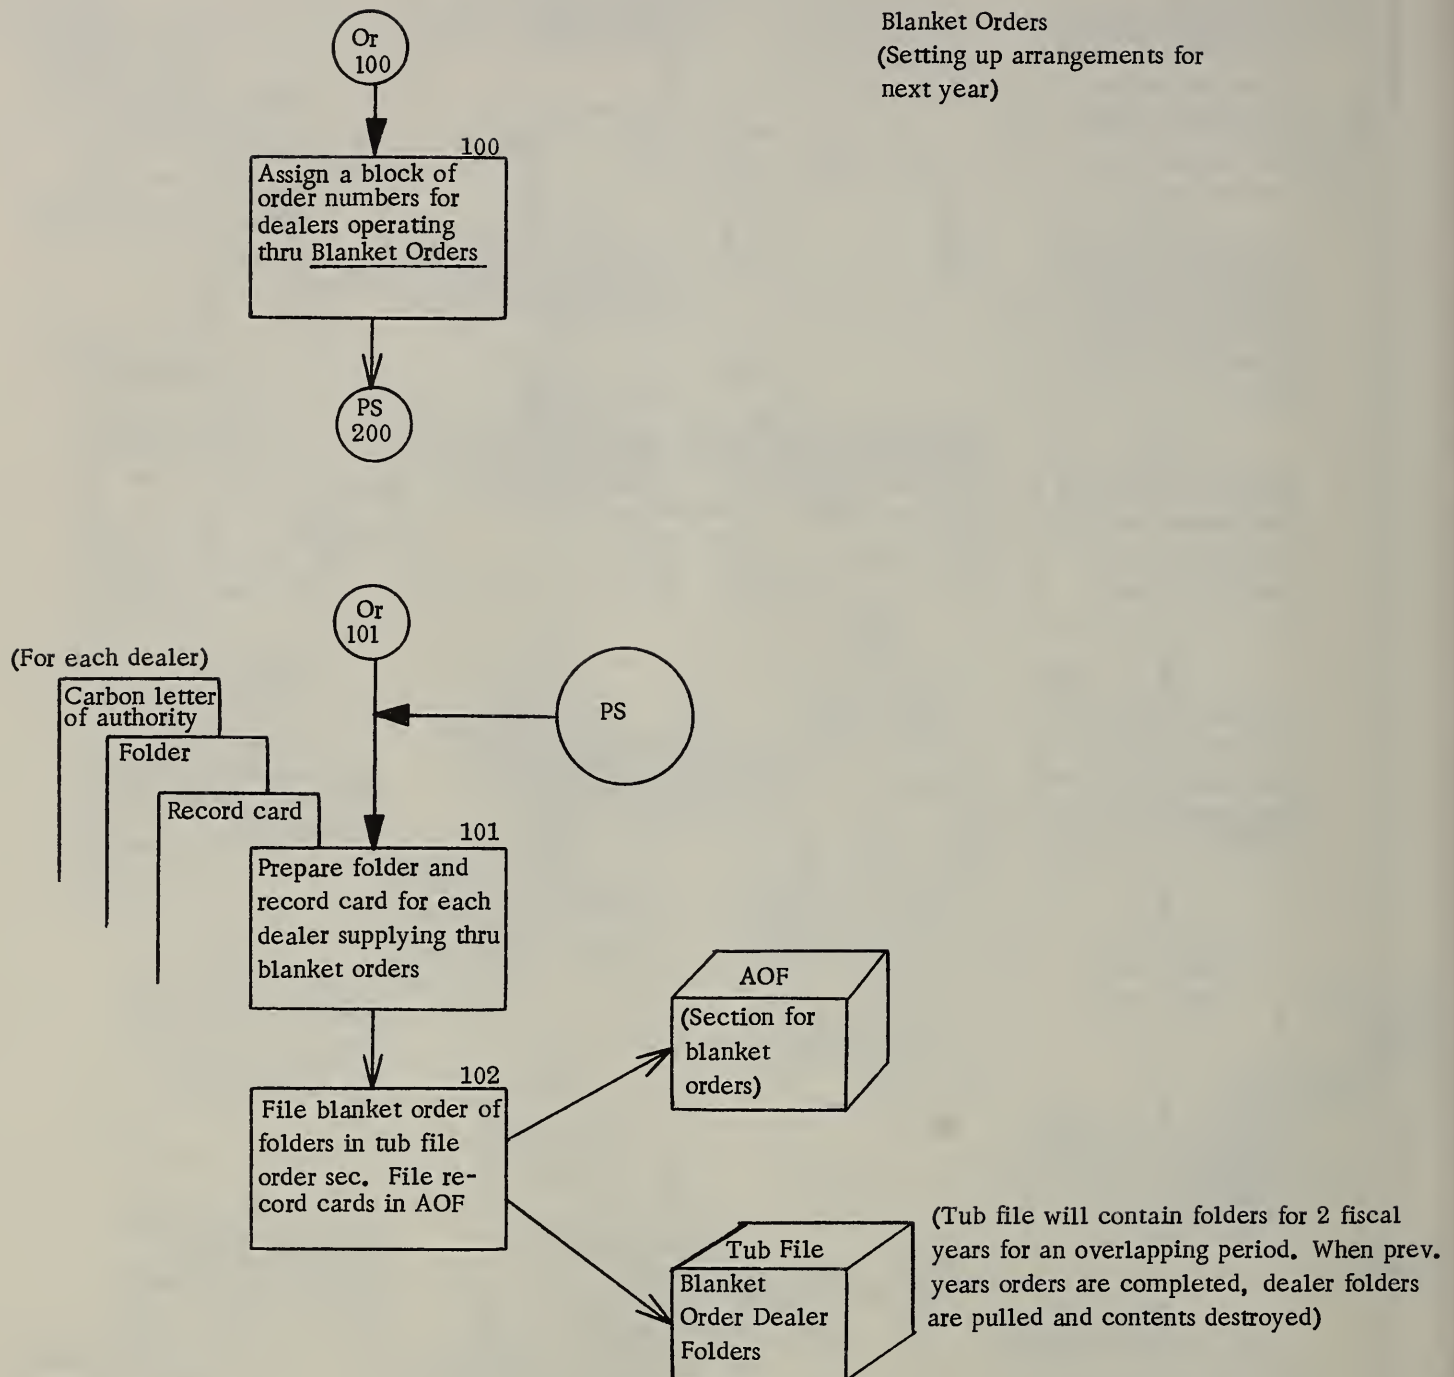 Blanket Orders
(Setting up arrangements for
next year)
Or
100
100
Assign a block of
order numbers for
dealers operating
thru Blanket Orders
PS
200
Or
101
(For each dealer)
Carbon letter
of authority
Folder
Record card
PS
101
Prepare folder and
record card for each
dealer supplying thru
blanket orders
102
File blanket order of
folders in tub file
order sec. File re-
cord cards in AOF
AOF
(Section for
blanket
orders)
Tub File
Blanket
Order Dealer
Folders
(Tub file will contain folders for 2 fiscal
years for an overlapping period. When prev.
years orders are completed, dealer folders
are pulled and contents destroyed)